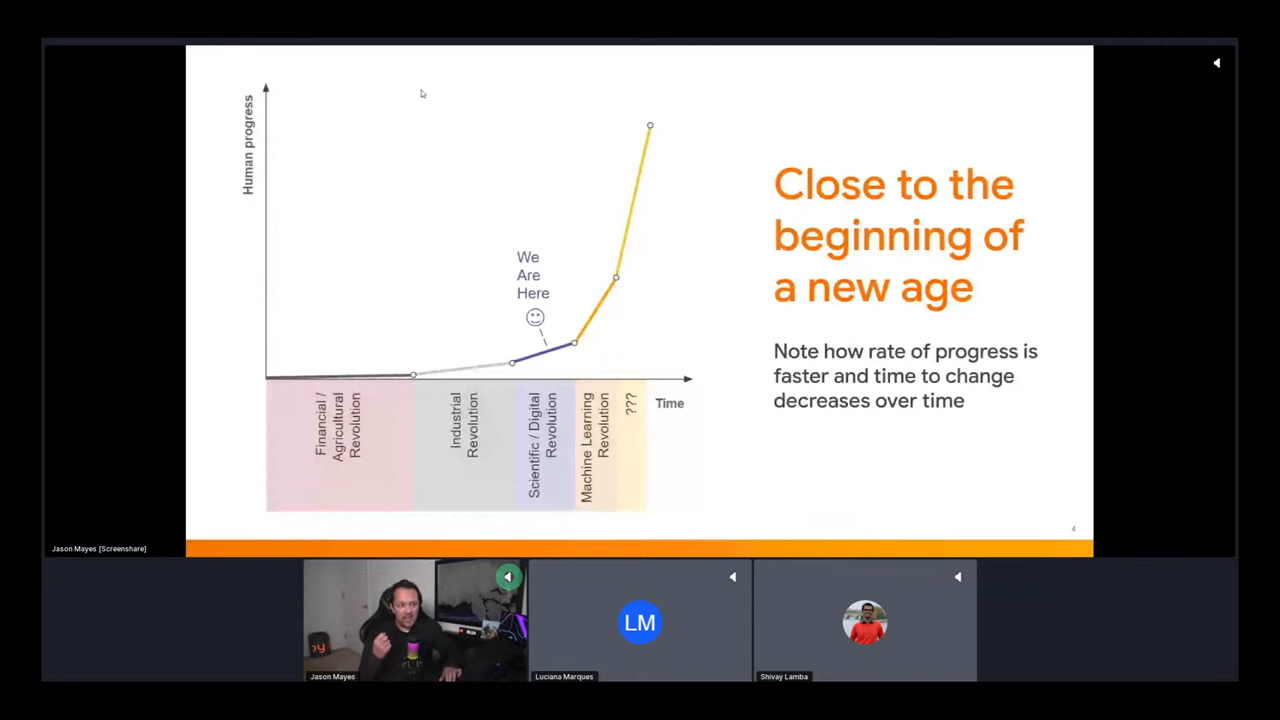 Human progress
We
Are
Here
Financial /
Agricultural
Revolution
Industrial
Revolution
Scientific / Digital
Revolution
Machine Learning
Revolution
???
Time
Close to the
beginning of
a new age
Note how rate of progress is
faster and time to change
decreases over time
4
Jason Mayes [Screenshare]
Jason Mayes
LM
Luciana Marques
Shivay Lamba